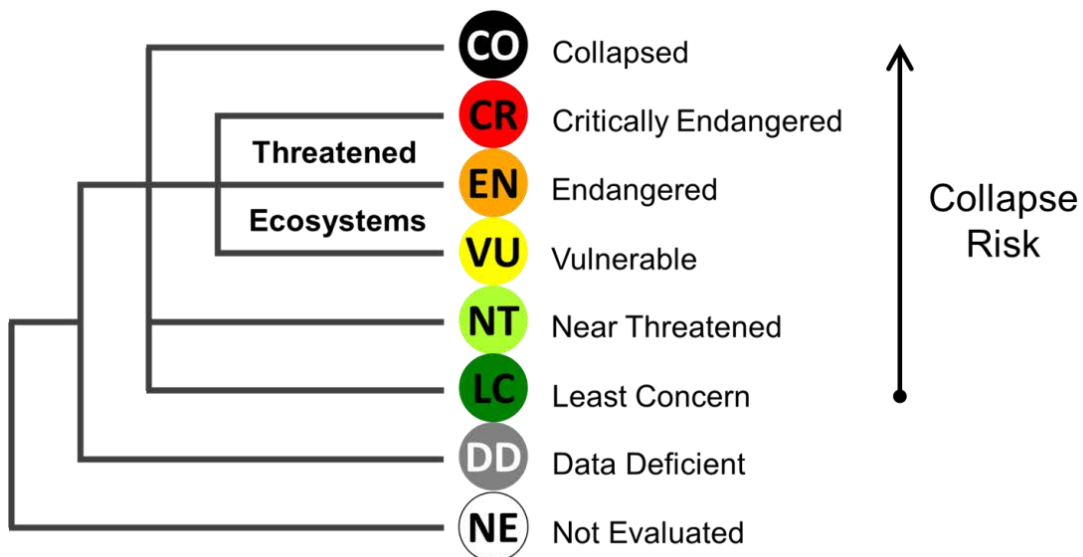 CO Collapsed
CR Critically Endangered
Threatened
EN Endangered
Ecosystems
VU Vulnerable
NT Near Threatened
LC Least Concern
DD Data Deficient
NE Not Evaluated
Collapse
Risk